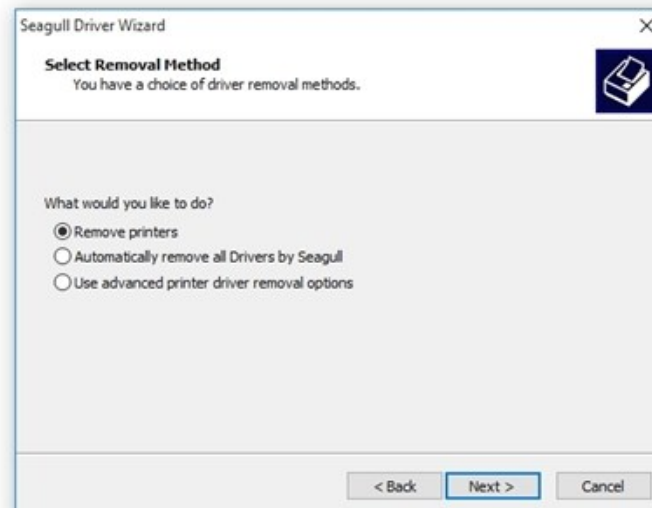 Seagull Driver Wizard
Select Removal Method
You have a choice of driver removal methods.
What would you like to do?
Remove printers
Automatically remove all Drivers by Seagull
Use advanced printer driver removal options
< Back
Next >
Cancel